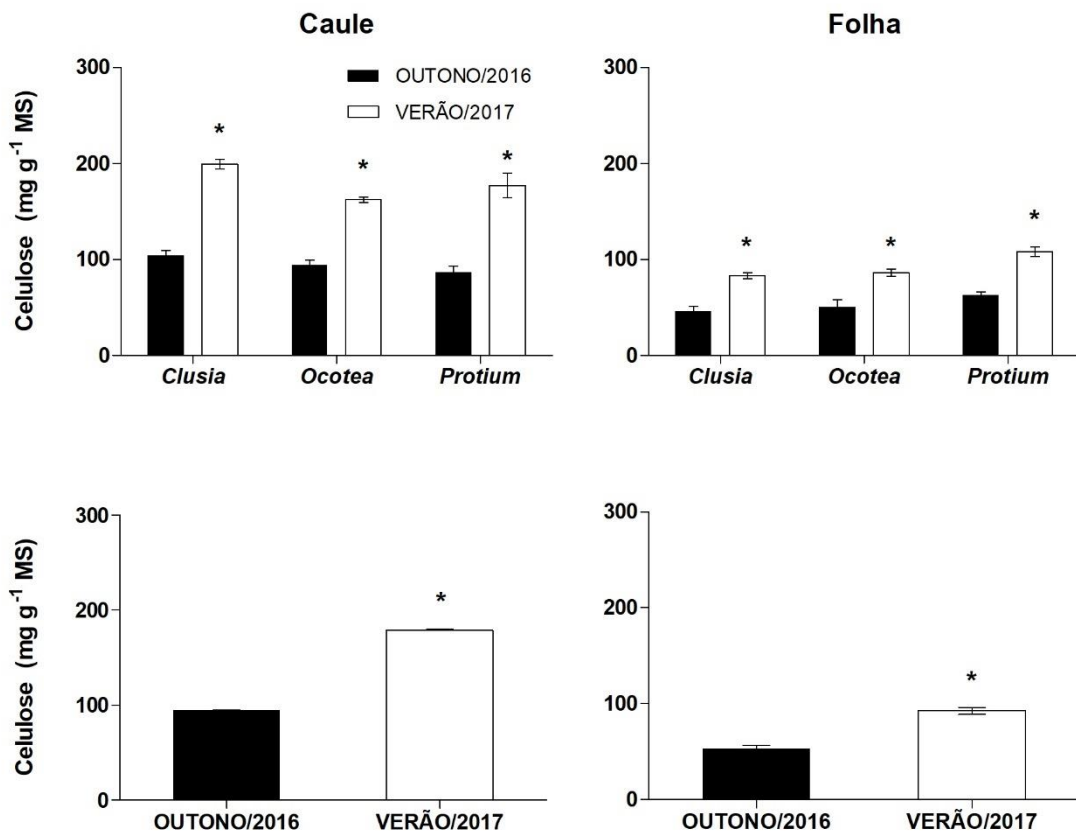 Caule
Folha
300
200
100
0
Celulose (mg g⁻¹ MS)
OUTONO/2016
VERÃO/2017
*
*
*
Clusia
Ocotea
Protium
300
200
100
0
*
*
*
Clusia
Ocotea
Protium
300
200
100
0
Celulose (mg g⁻¹ MS)
*
OUTONO/2016
VERÃO/2017
300
200
100
0
*
OUTONO/2016
VERÃO/2017